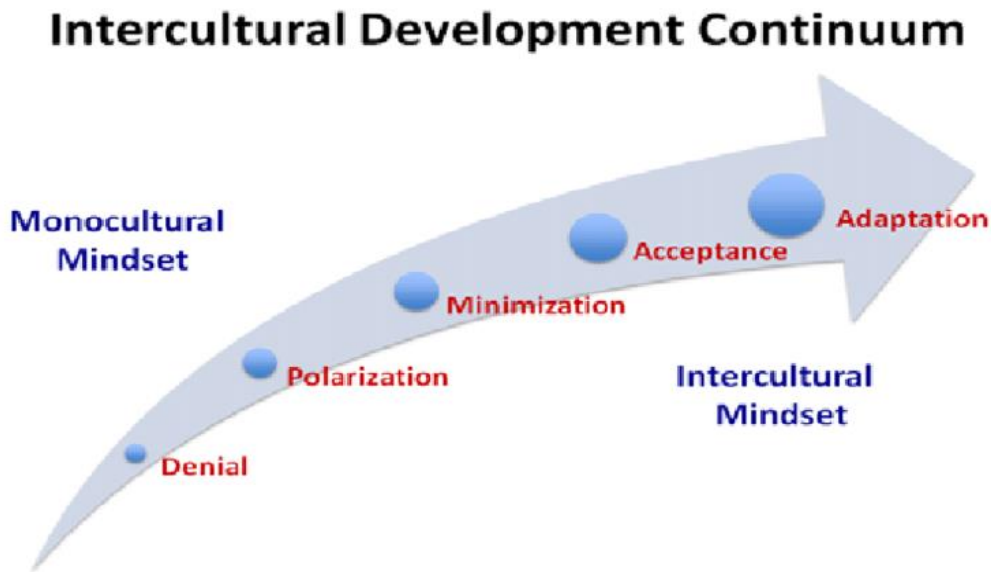 Intercultural Development Continuum
Monocultural
Mindset
Adaptation
Acceptance
Minimization
Polarization
Intercultural
Mindset
Denial